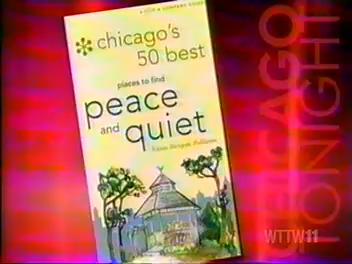 chicago's
50 best
places to find
peace
and quiet
CHICAGO
TONIGHT
WTTW11